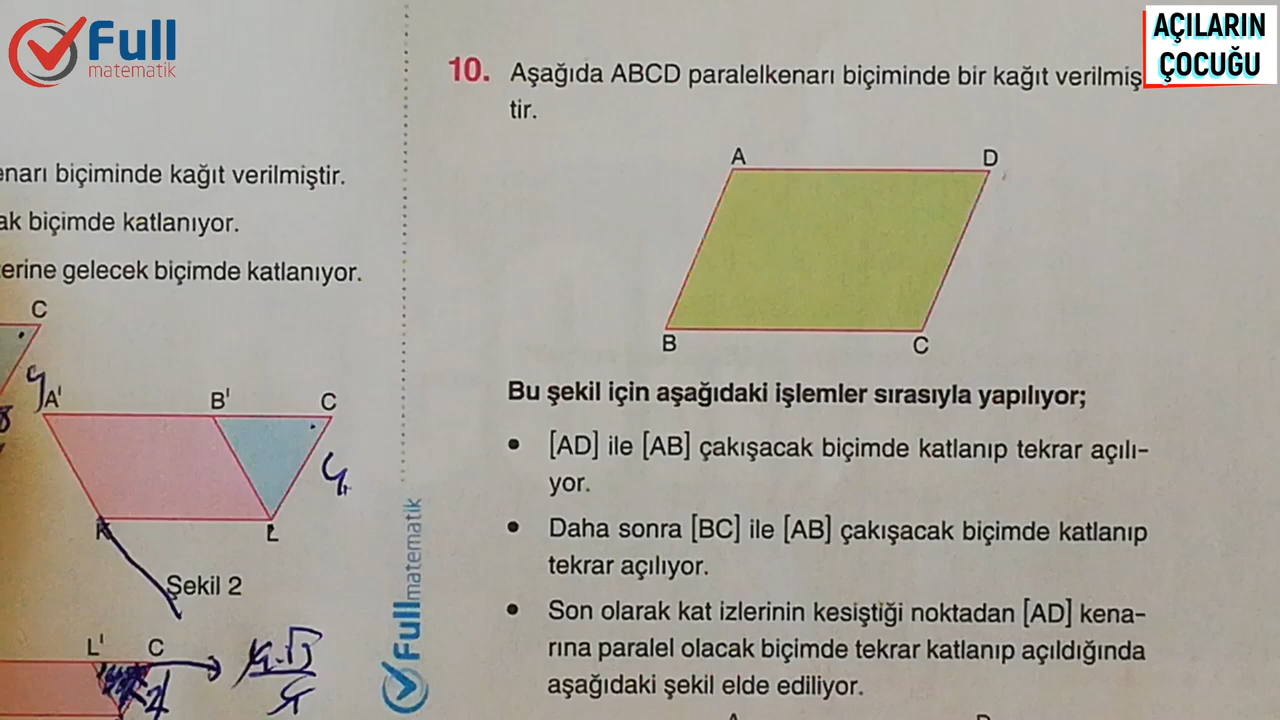 Full
matematik
AÇILARIN
ÇOCUĞU
enarı biçiminde kağıt verilmiştir.
ak biçimde katlanıyor.
erine gelecek biçimde katlanıyor.
C
A' B' C
L
Şekil 2
L' C
Full matematik
10. Aşağıda ABCD paralelkenarı biçiminde bir kağıt verilmiş
tir.
A D
B C
Bu şekil için aşağıdaki işlemler sırasıyla yapılıyor;
• [AD] ile [AB] çakışacak biçimde katlanıp tekrar açılı-
yor.
• Daha sonra [BC] ile [AB] çakışacak biçimde katlanıp
tekrar açılıyor.
• Son olarak kat izlerinin kesiştiği noktadan [AD] kena-
rına paralel olacak biçimde tekrar katlanıp açıldığında
aşağıdaki şekil elde ediliyor.